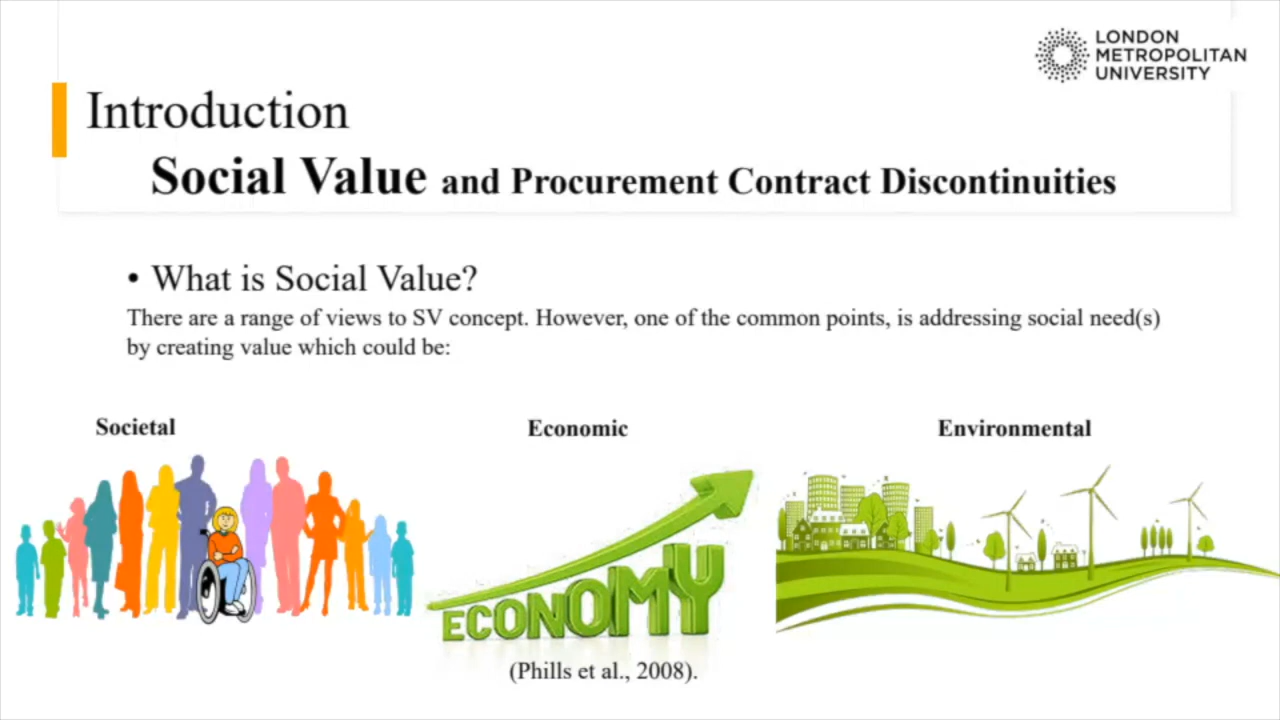 LONDON
METROPOLITAN
UNIVERSITY
Introduction
Social Value and Procurement Contract Discontinuities
• What is Social Value?
There are a range of views to SV concept. However, one of the common points, is addressing social need(s)
by creating value which could be:
Societal
Economic
Environmental
ECONOMY
(Phills et al., 2008).